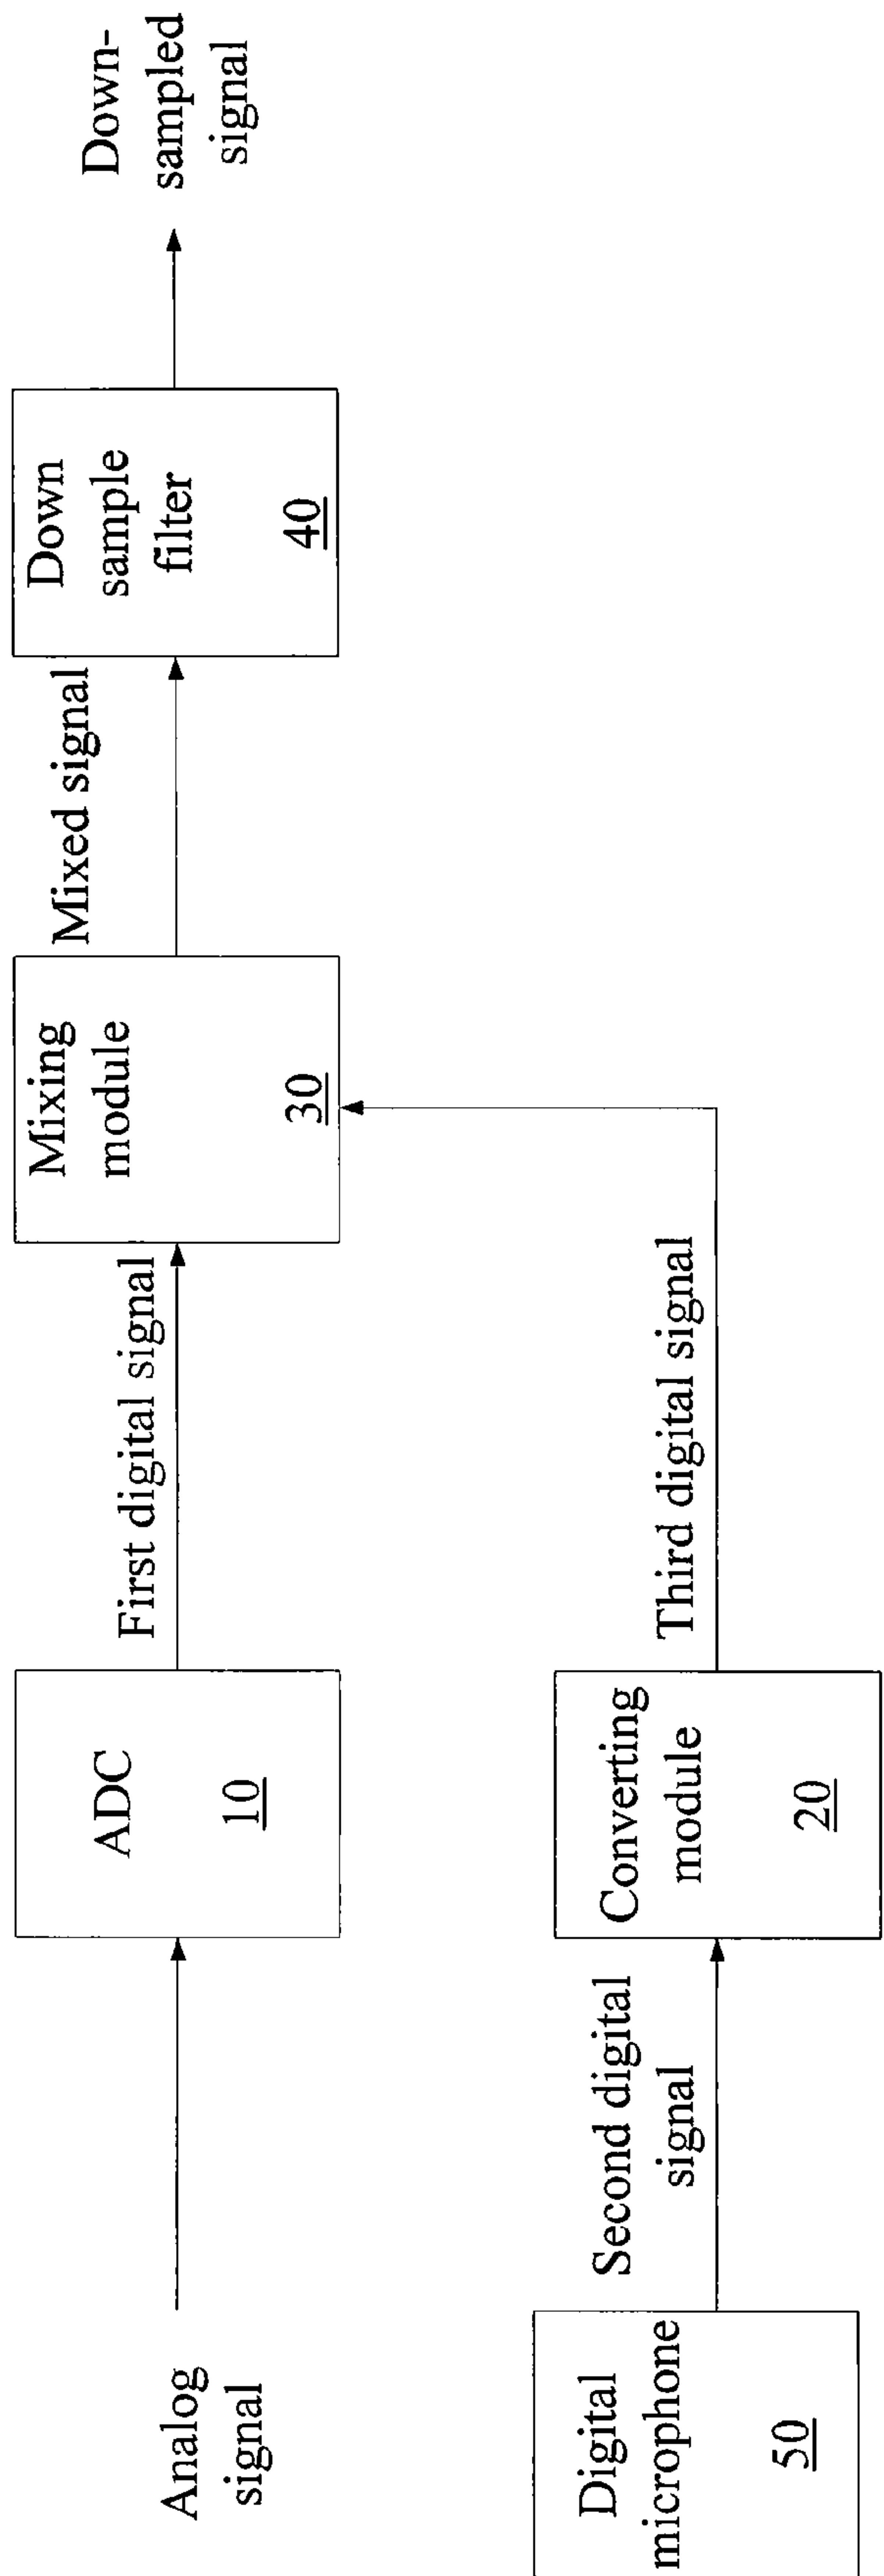 Analog
signal
ADC
10
First digital signal
Mixing
module
30
Mixed signal
Down
sample
filter
40
Down-
sampled
signal
Digital
microphone
50
Second digital
signal
Converting
module
20
Third digital signal